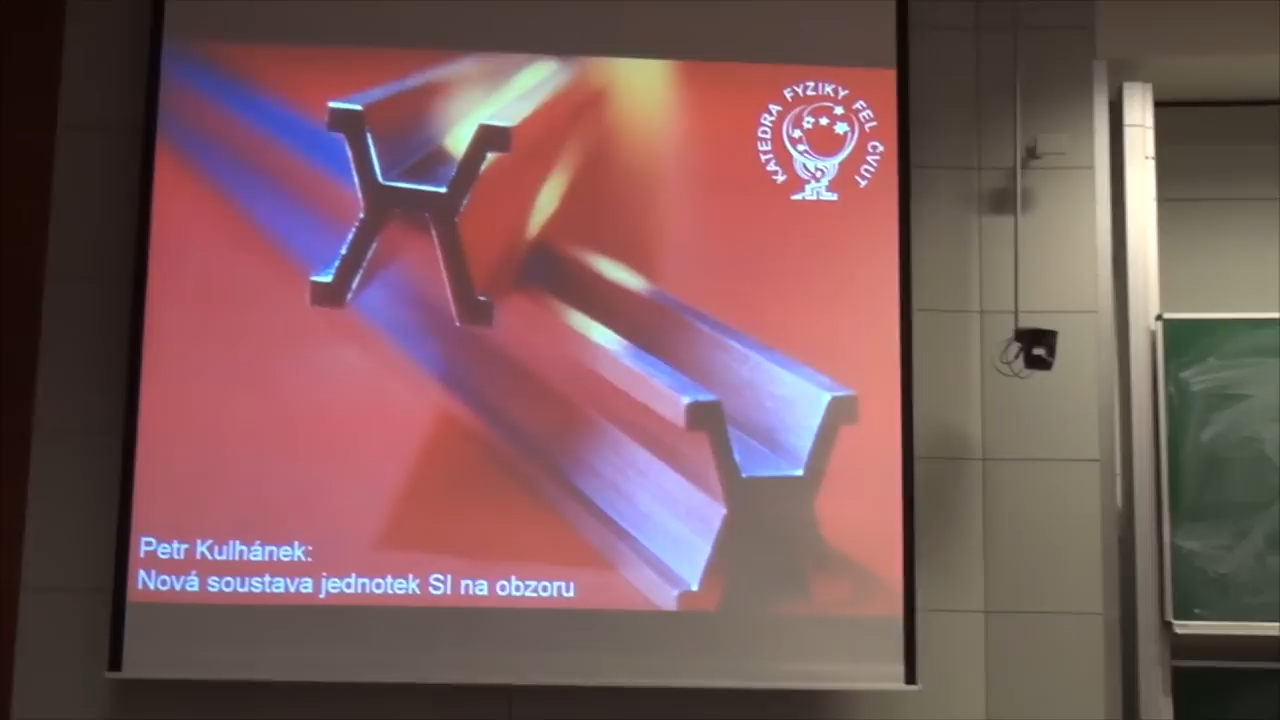 KATEDRA FYZIKY FEL ČVUT
Petr Kulhánek:
Nová soustava jednotek SI na obzoru